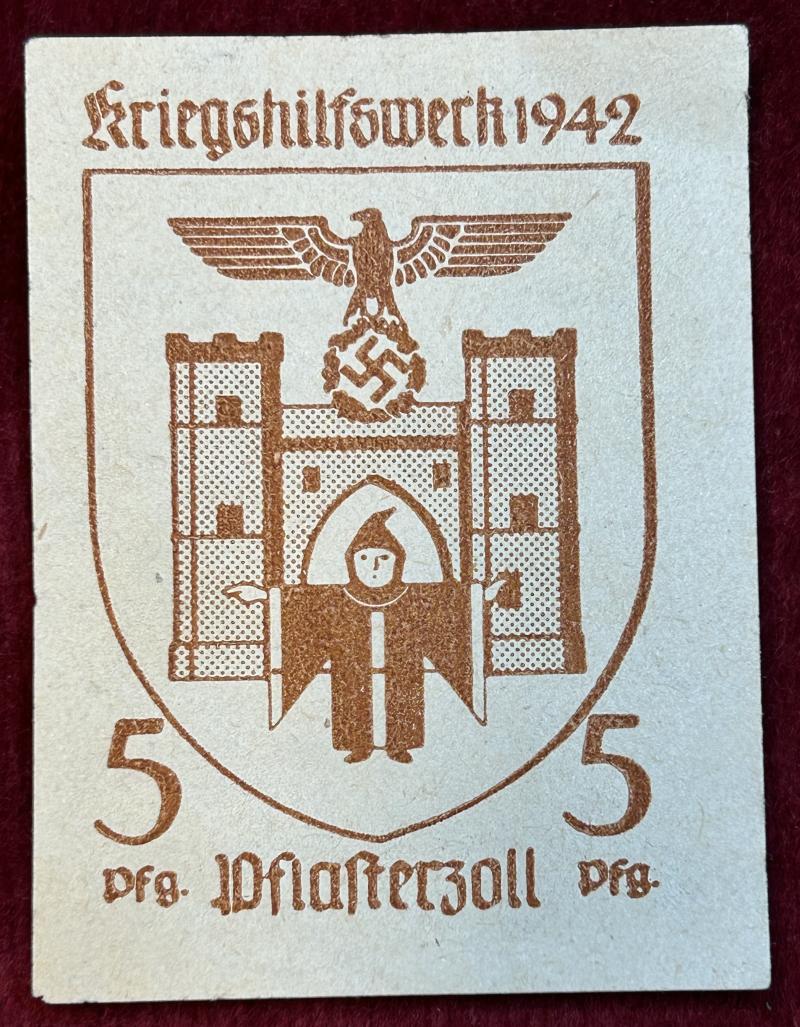 Kriegshilfswerk 1942
5 5
Pfg. Pflasterzoll Pfg.